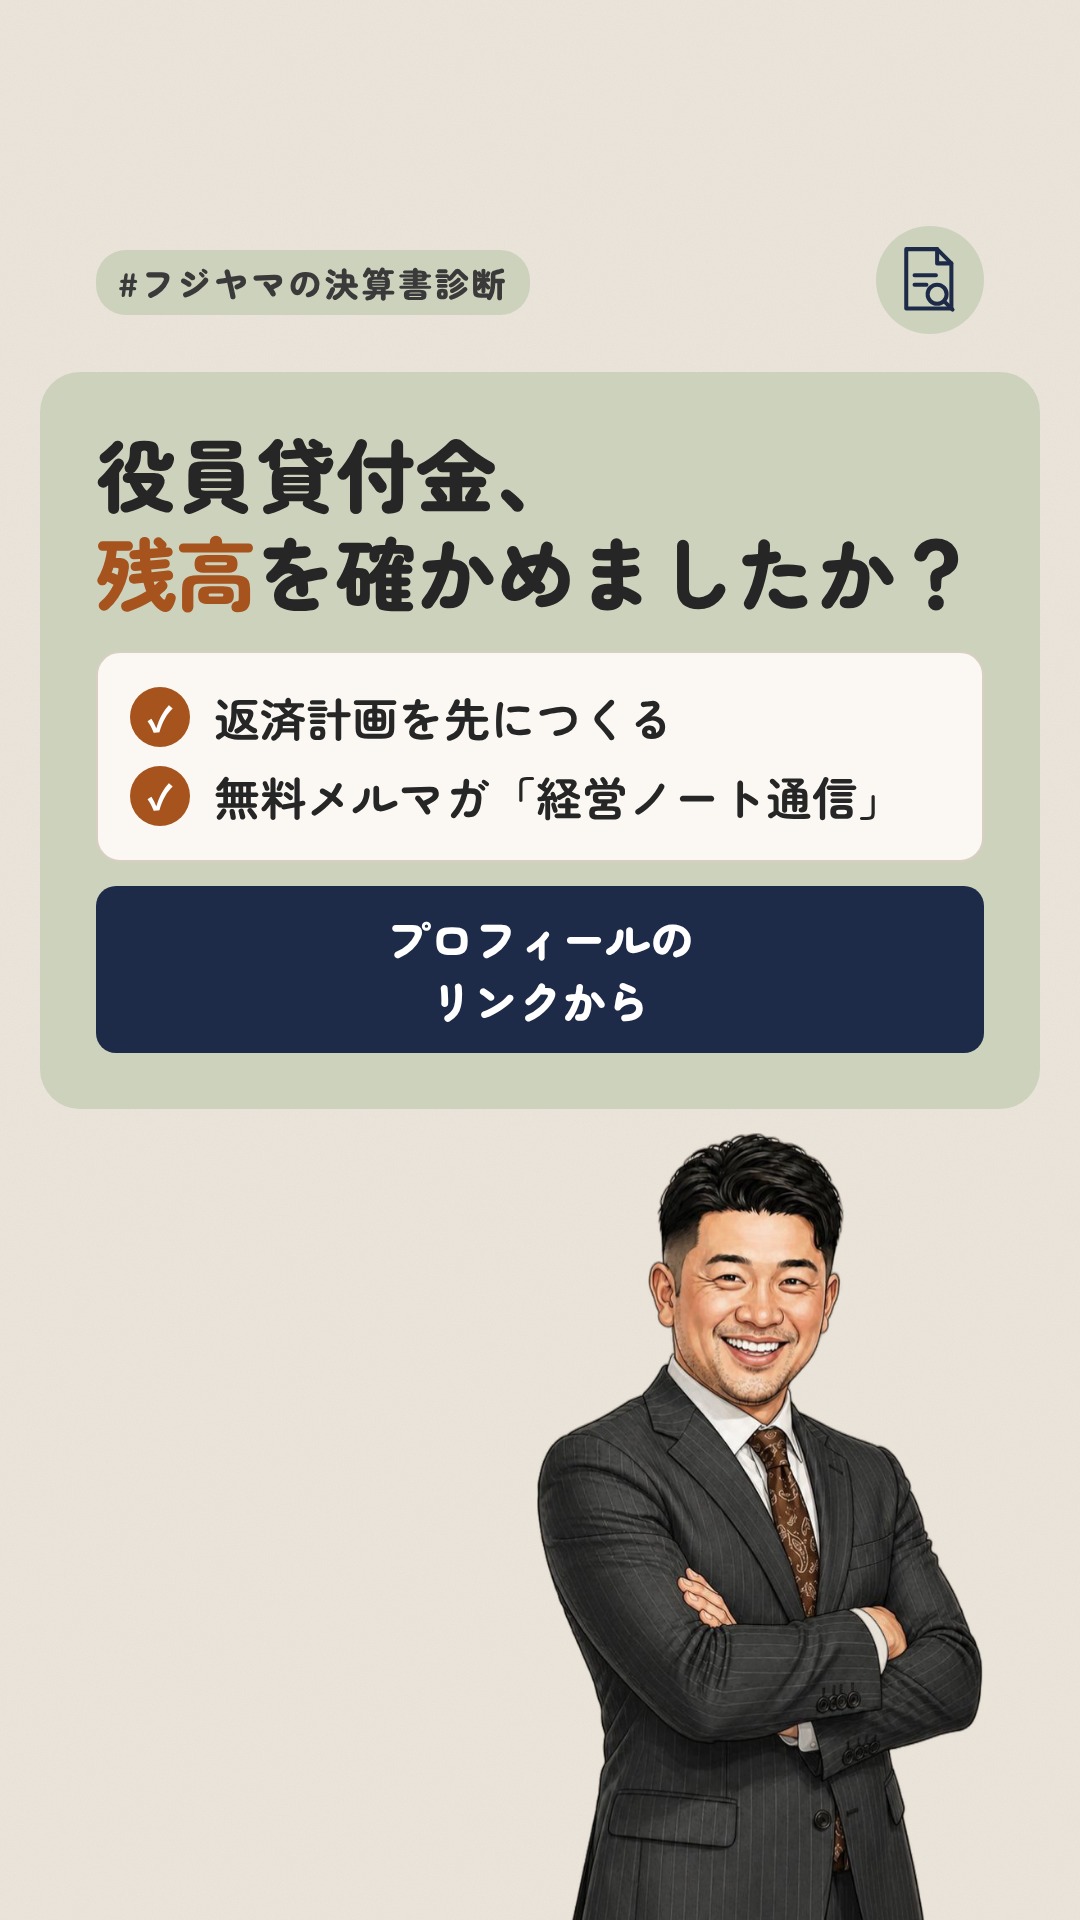 #フジヤマの決算書診断
役員貸付金、
残高を確かめましたか？
返済計画を先につくる
無料メルマガ「経営ノート通信」
プロフィールの
リンクから